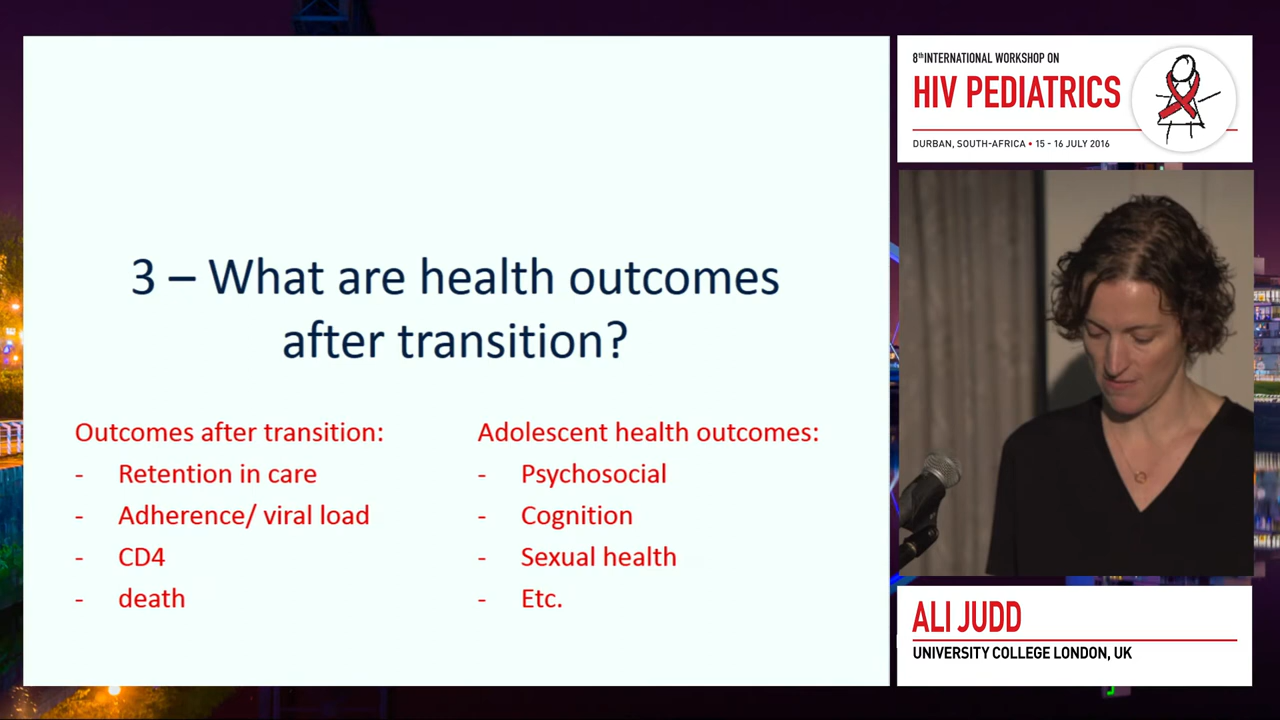 3 – What are health outcomes
after transition?
Outcomes after transition:
- Retention in care
- Adherence/ viral load
- CD4
- death
Adolescent health outcomes:
- Psychosocial
- Cognition
- Sexual health
- Etc.
8th INTERNATIONAL WORKSHOP ON
HIV PEDIATRICS
DURBAN, SOUTH-AFRICA • 15 - 16 JULY 2016
ALI JUDD
UNIVERSITY COLLEGE LONDON, UK